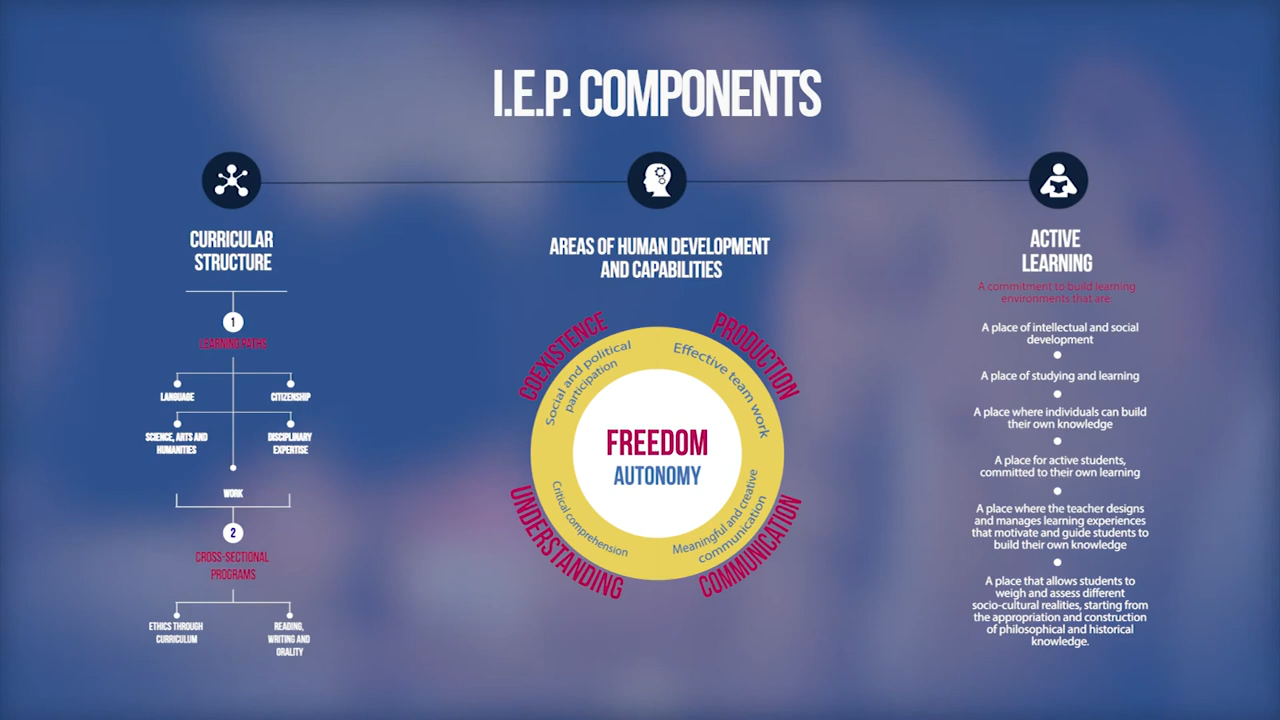 I.E.P. COMPONENTS
CURRICULAR
STRUCTURE
1
LEARNING PATHS
LANGUAGE
CITIZENSHIP
SCIENCE, ARTS AND
HUMANITIES
DISCIPLINARY
EXPERTISE
WORK
2
CROSS-SECTIONAL
PROGRAMS
ETHICS THROUGH
CURRICULUM
READING,
WRITING AND
ORALITY
AREAS OF HUMAN DEVELOPMENT
AND CAPABILITIES
COEXISTENCE
Social and political
participation
PRODUCTION
Effective team work
FREEDOM
AUTONOMY
UNDERSTANDING
Critical comprehension
COMMUNICATION
Meaningful and creative
communication
ACTIVE
LEARNING
A commitment to build learning
environments that are:
A place of intellectual and social
development
A place of studying and learning
A place where individuals can build
their own knowledge
A place for active students,
committed to their own learning
A place where the teacher designs
and manages learning experiences
that motivate and guide students to
build their own knowledge
A place that allows students to
weigh and assess different
socio-cultural realities, starting from
the appropriation and construction
of philosophical and historical
knowledge.